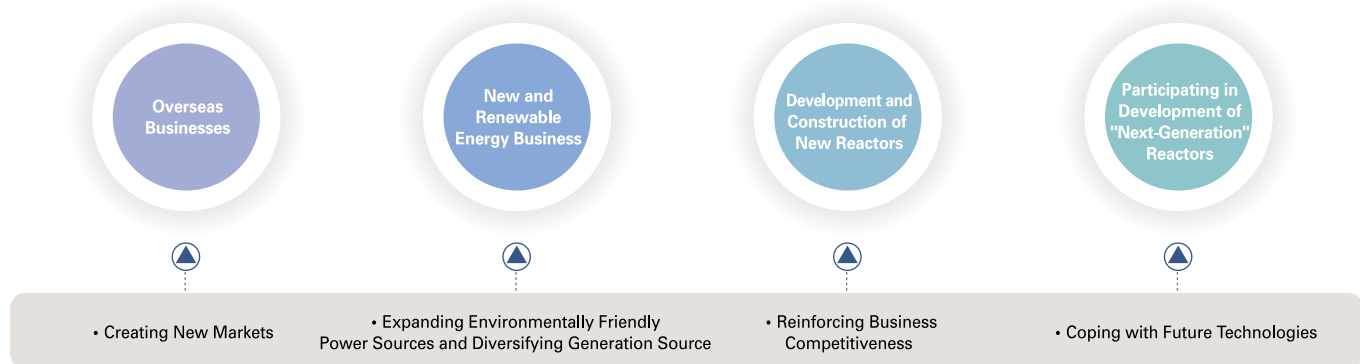 Overseas
Businesses
New and
Renewable
Energy Business
Development and
Construction of
New Reactors
Participating in
Development of
"Next-Generation"
Reactors
• Creating New Markets
• Expanding Environmentally Friendly
Power Sources and Diversifying Generation Source
• Reinforcing Business
Competitiveness
• Coping with Future Technologies